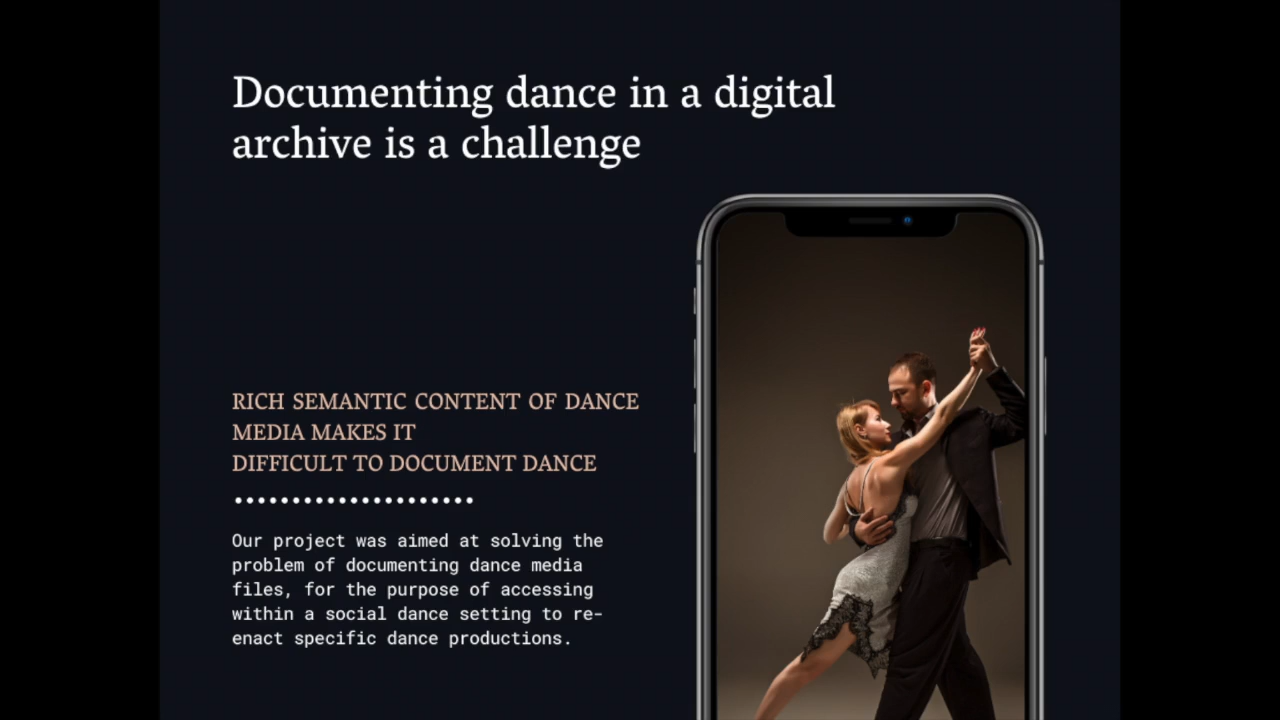 Documenting dance in a digital
archive is a challenge
RICH SEMANTIC CONTENT OF DANCE
MEDIA MAKES IT
DIFFICULT TO DOCUMENT DANCE
Our project was aimed at solving the
problem of documenting dance media
files, for the purpose of accessing
within a social dance setting to re-
enact specific dance productions.